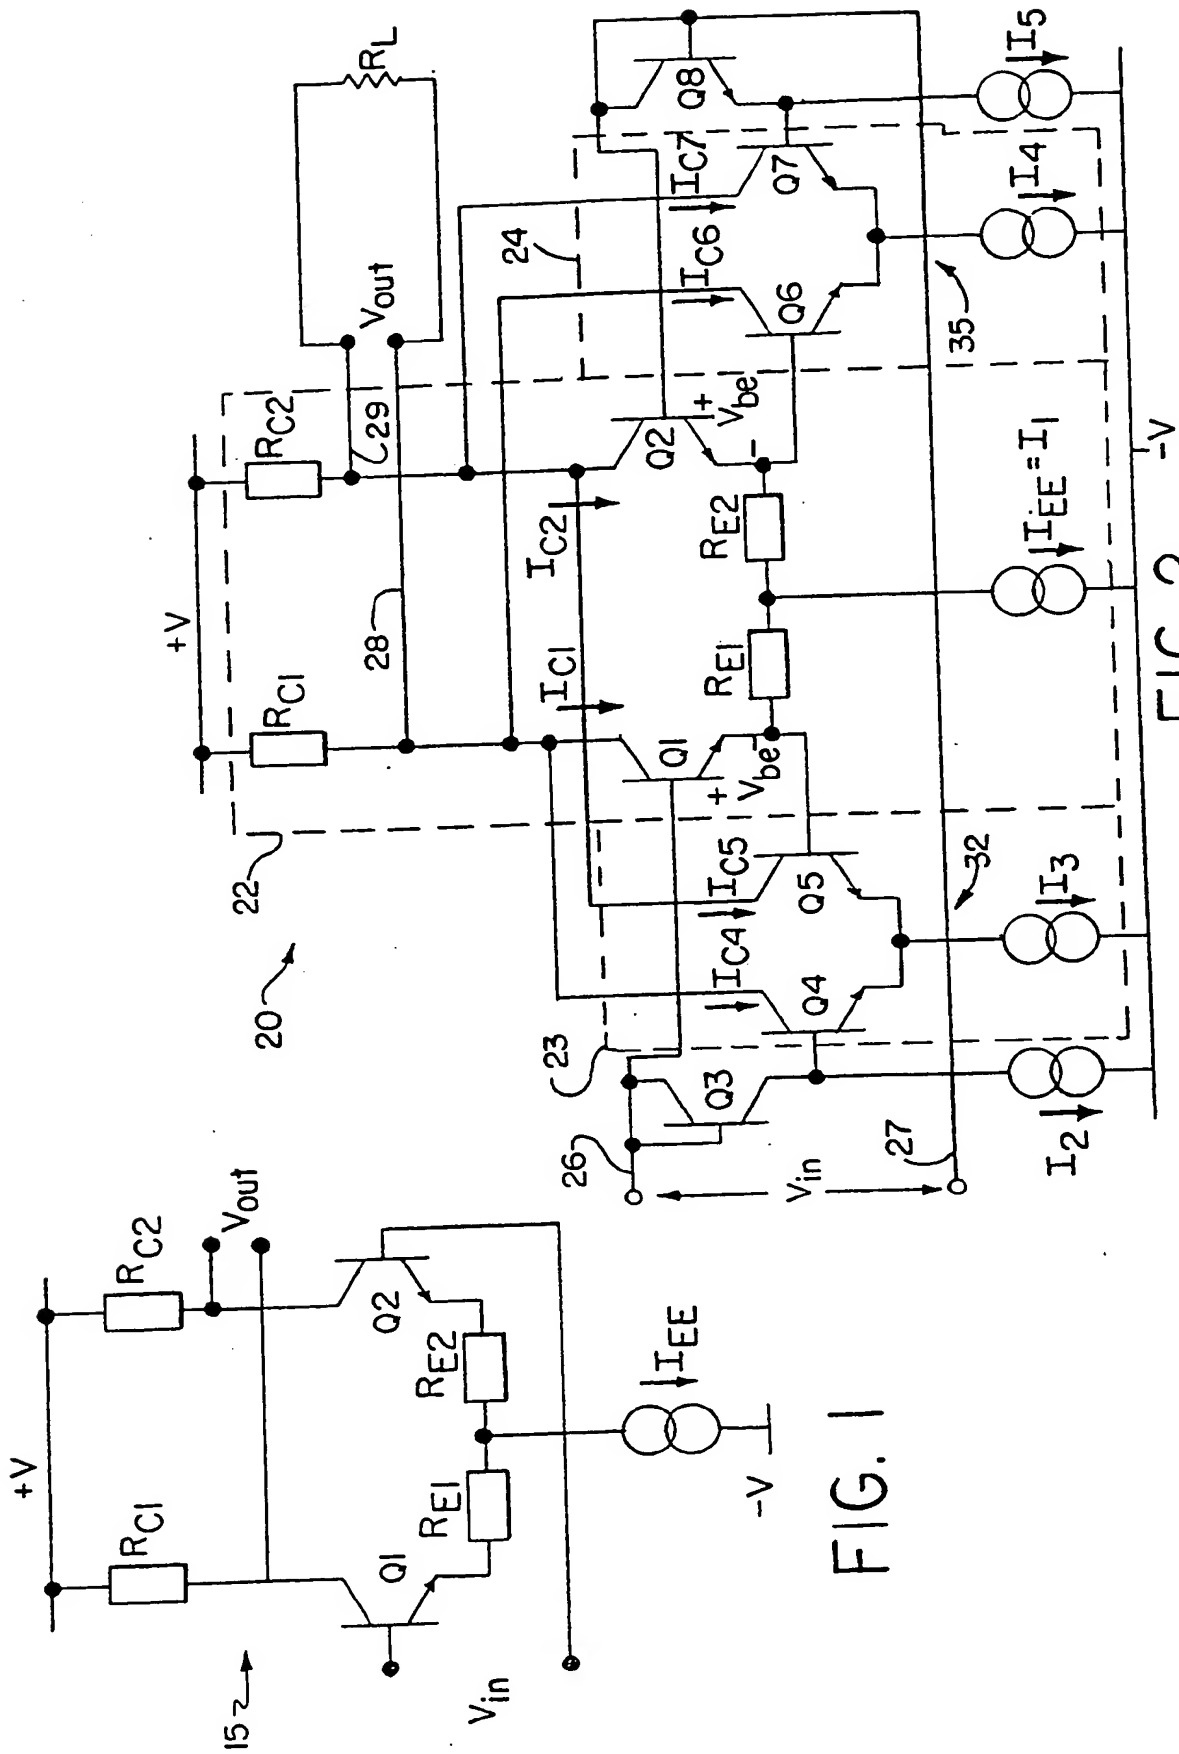 +V
RC1
RC2
Vout
15
Q1
Q2
RE1
RE2
Vin
IEE
-V
FIG. 1
20
22
+V
RC1
RC2
28
29
Vout
RL
IC1
IC2
23
24
IC4
IC5
IC6
IC7
26
Q3
Q4
Q5
Q1
+
Vbe
-
RE1
RE2
Q2
+
Vbe
-
Q6
Q7
Q8
Vin
27
32
35
I2
I3
IEE=I1
I4
I5
-V
FIG. 2